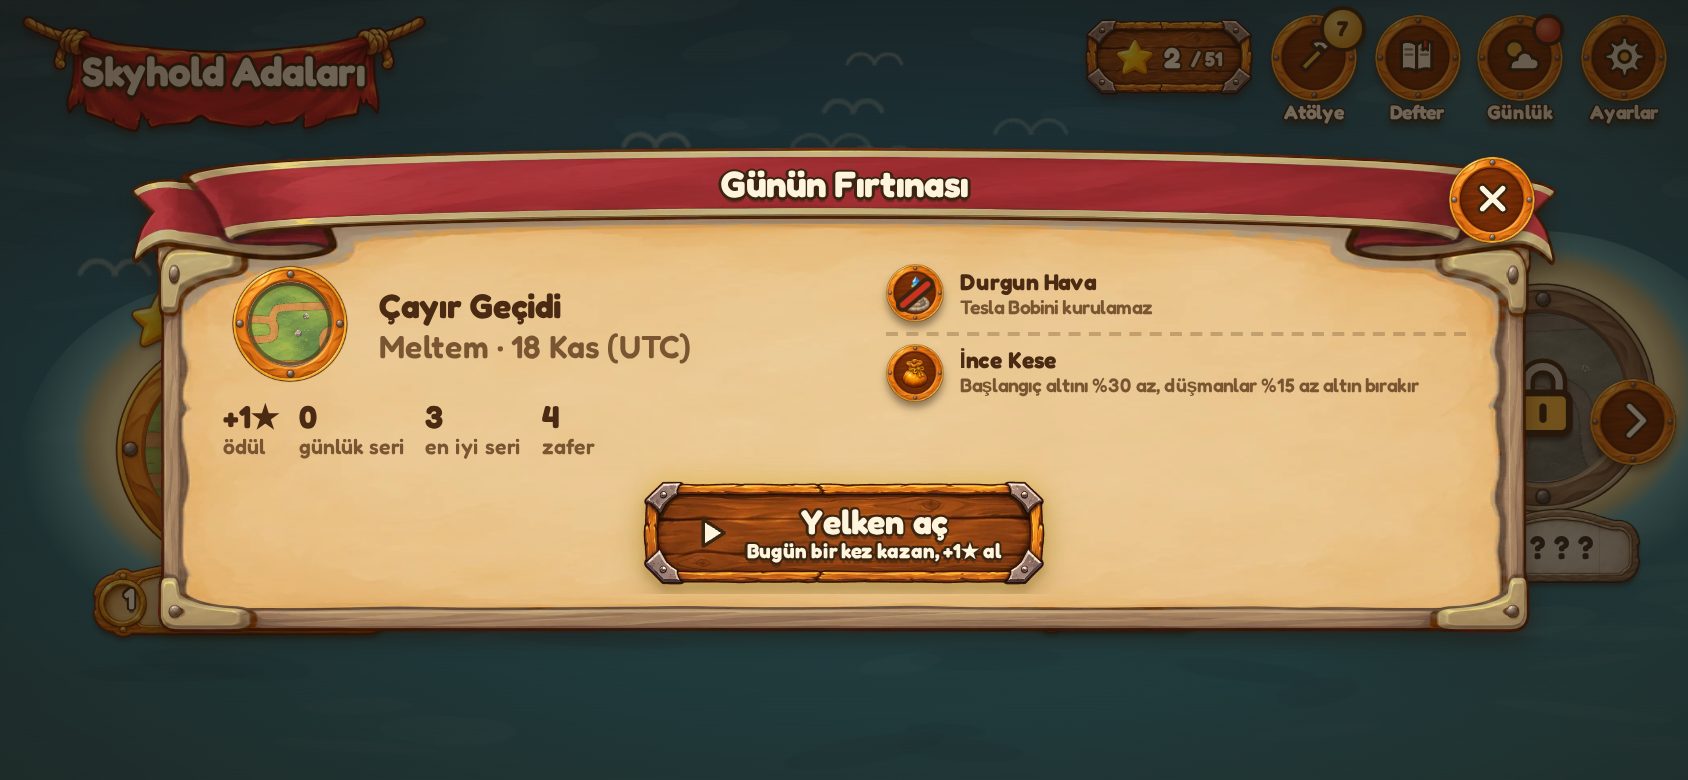 Skyhold Adaları
2 /51
7
Atölye
Defter
Günlük
Ayarlar
Günün Fırtınası
Çayır Geçidi
Meltem · 18 Kas (UTC)
+1★
ödül
0
günlük seri
3
en iyi seri
4
zafer
Durgun Hava
Tesla Bobini kurulamaz
İnce Kese
Başlangıç altını %30 az, düşmanlar %15 az altın bırakır
Yelken aç
Bugün bir kez kazan, +1★ al
1
???